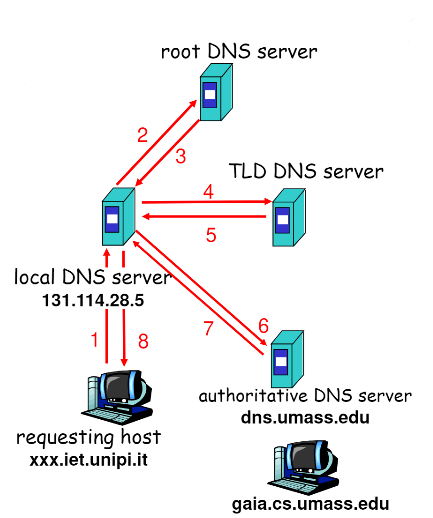 root DNS server
2
3
TLD DNS server
4
5
local DNS server
131.114.28.5
1
8
6
7
authoritative DNS server
dns.umass.edu
requesting host
xxx.iet.unipi.it
gaia.cs.umass.edu